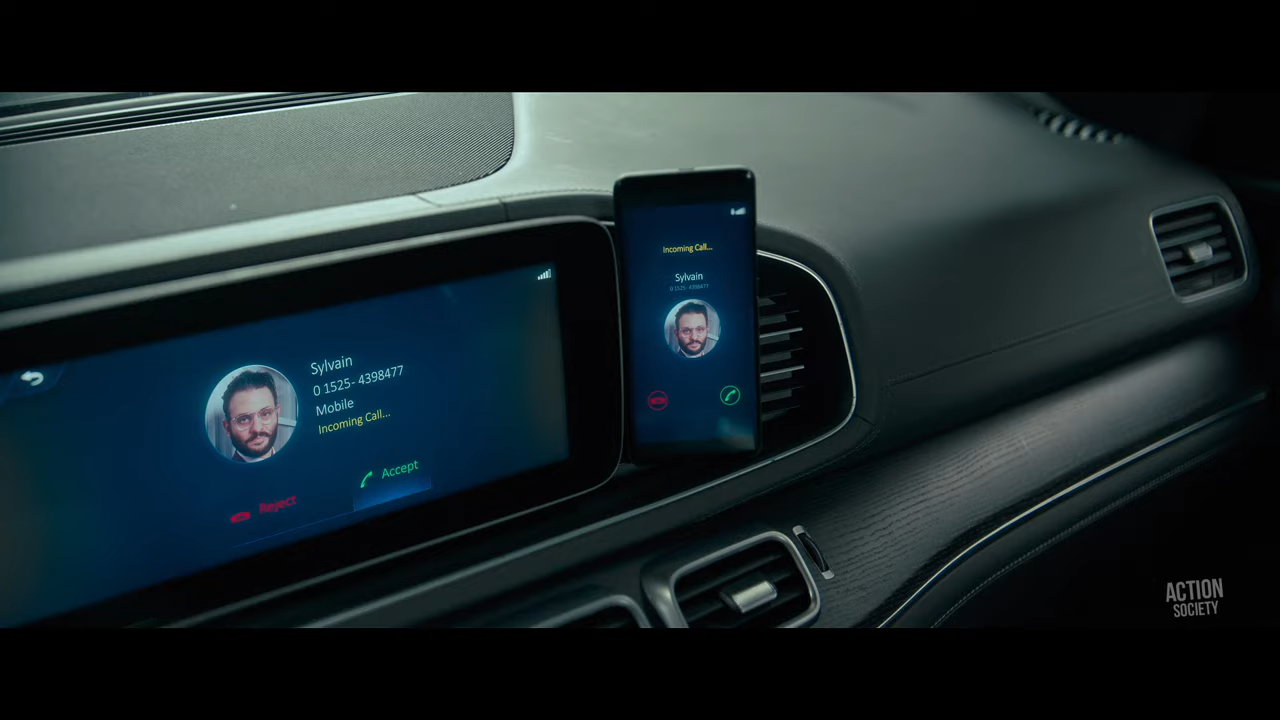 Sylvain
0 1525- 4398477
Mobile
Incoming Call...
Accept
Reject
Incoming Call...
Sylvain
0 1525- 4398477
ACTION
SOCIETY